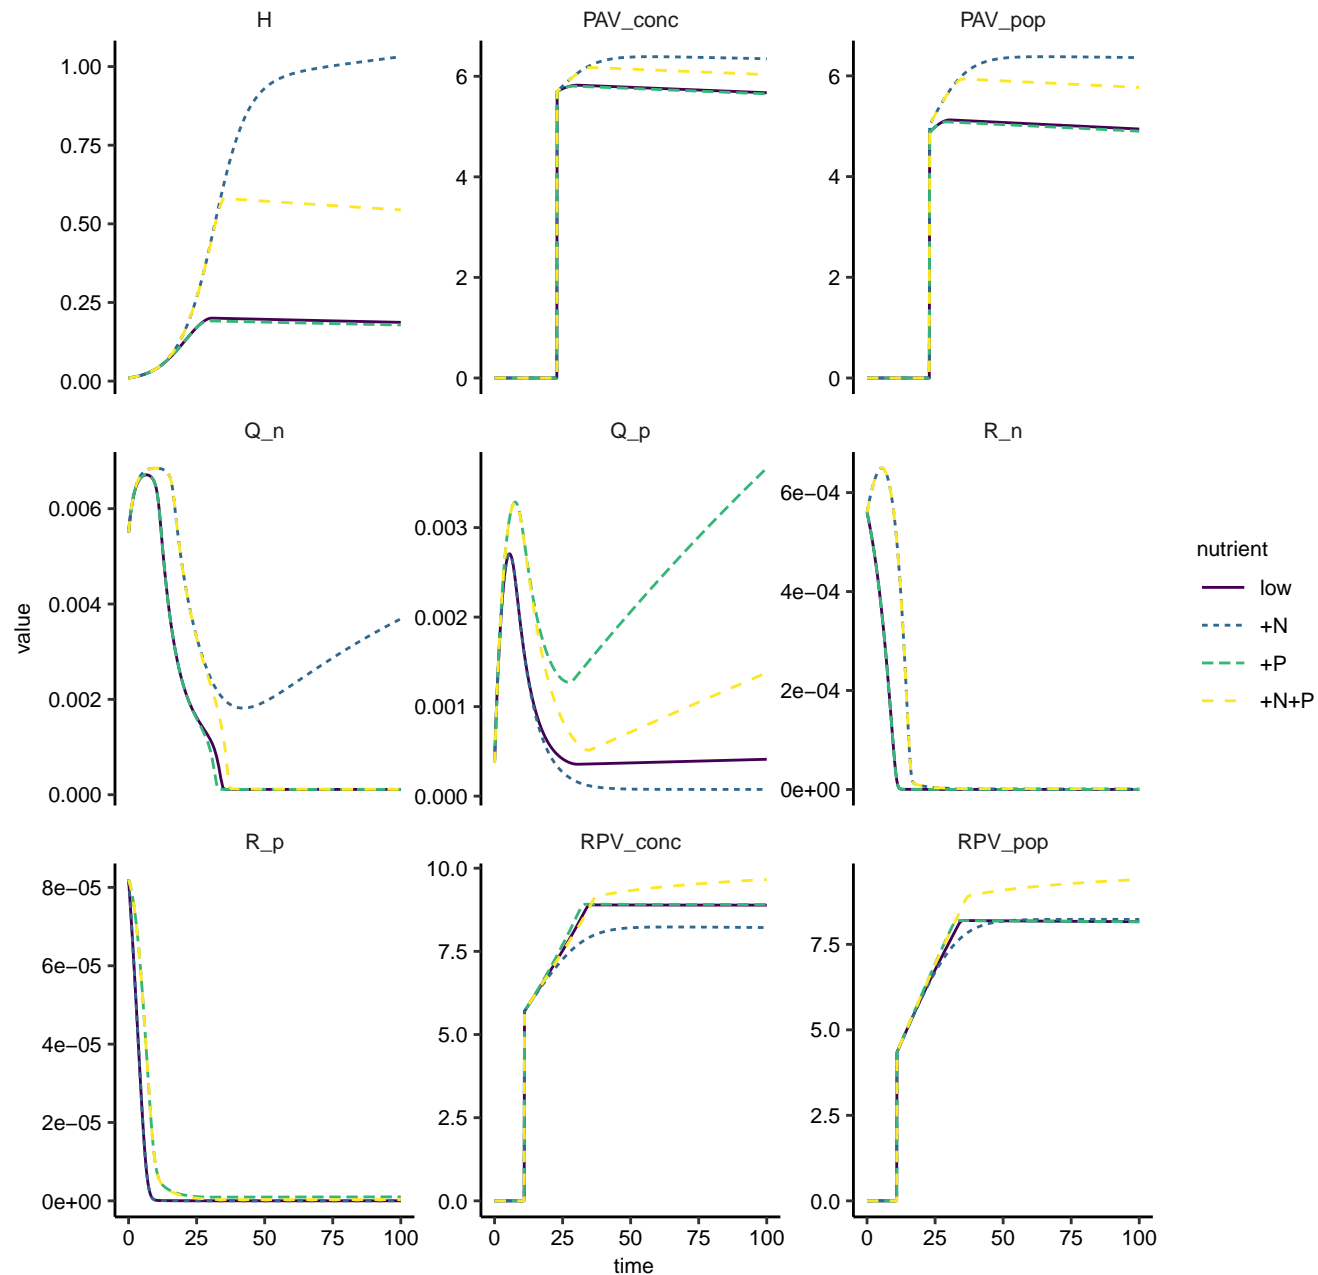 H
PAV_conc
PAV_pop
1.00
0.75
0.50
0.25
0.00
6
4
2
0
6
4
2
0
Q_n
Q_p
R_n
0.006
0.004
0.002
0.000
0.003
0.002
0.001
0.000
6e−04
4e−04
2e−04
0e+00
value
nutrient
low
+N
+P
+N+P
R_p
RPV_conc
RPV_pop
8e−05
6e−05
4e−05
2e−05
0e+00
10.0
7.5
5.0
2.5
0.0
7.5
5.0
2.5
0.0
0 25 50 75 100
0 25 50 75 100
0 25 50 75 100
time